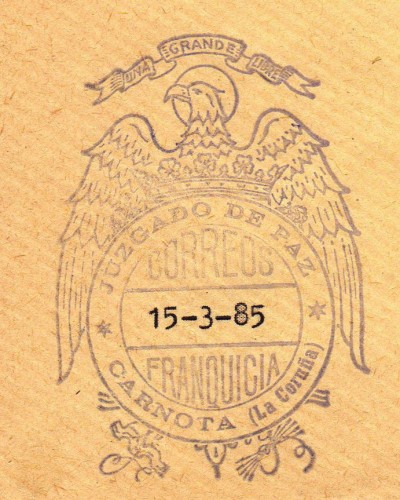 UNA GRANDE LIBRE
JUZGADO DE PAZ
CORREOS
15-3-85
FRANQUICIA
CARNOTA (La Coruña)